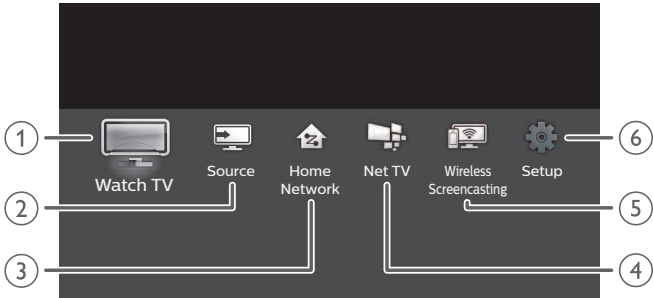 1
6
Watch TV
Source
Home
Network
Net TV
Wireless
Screencasting
Setup
2
5
3
4